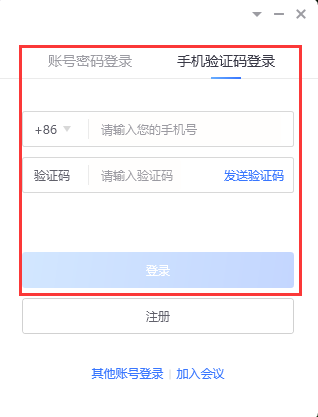 账号密码登录 手机验证码登录
+86 请输入您的手机号
验证码 请输入验证码 发送验证码
登录
注册
其他账号登录 | 加入会议